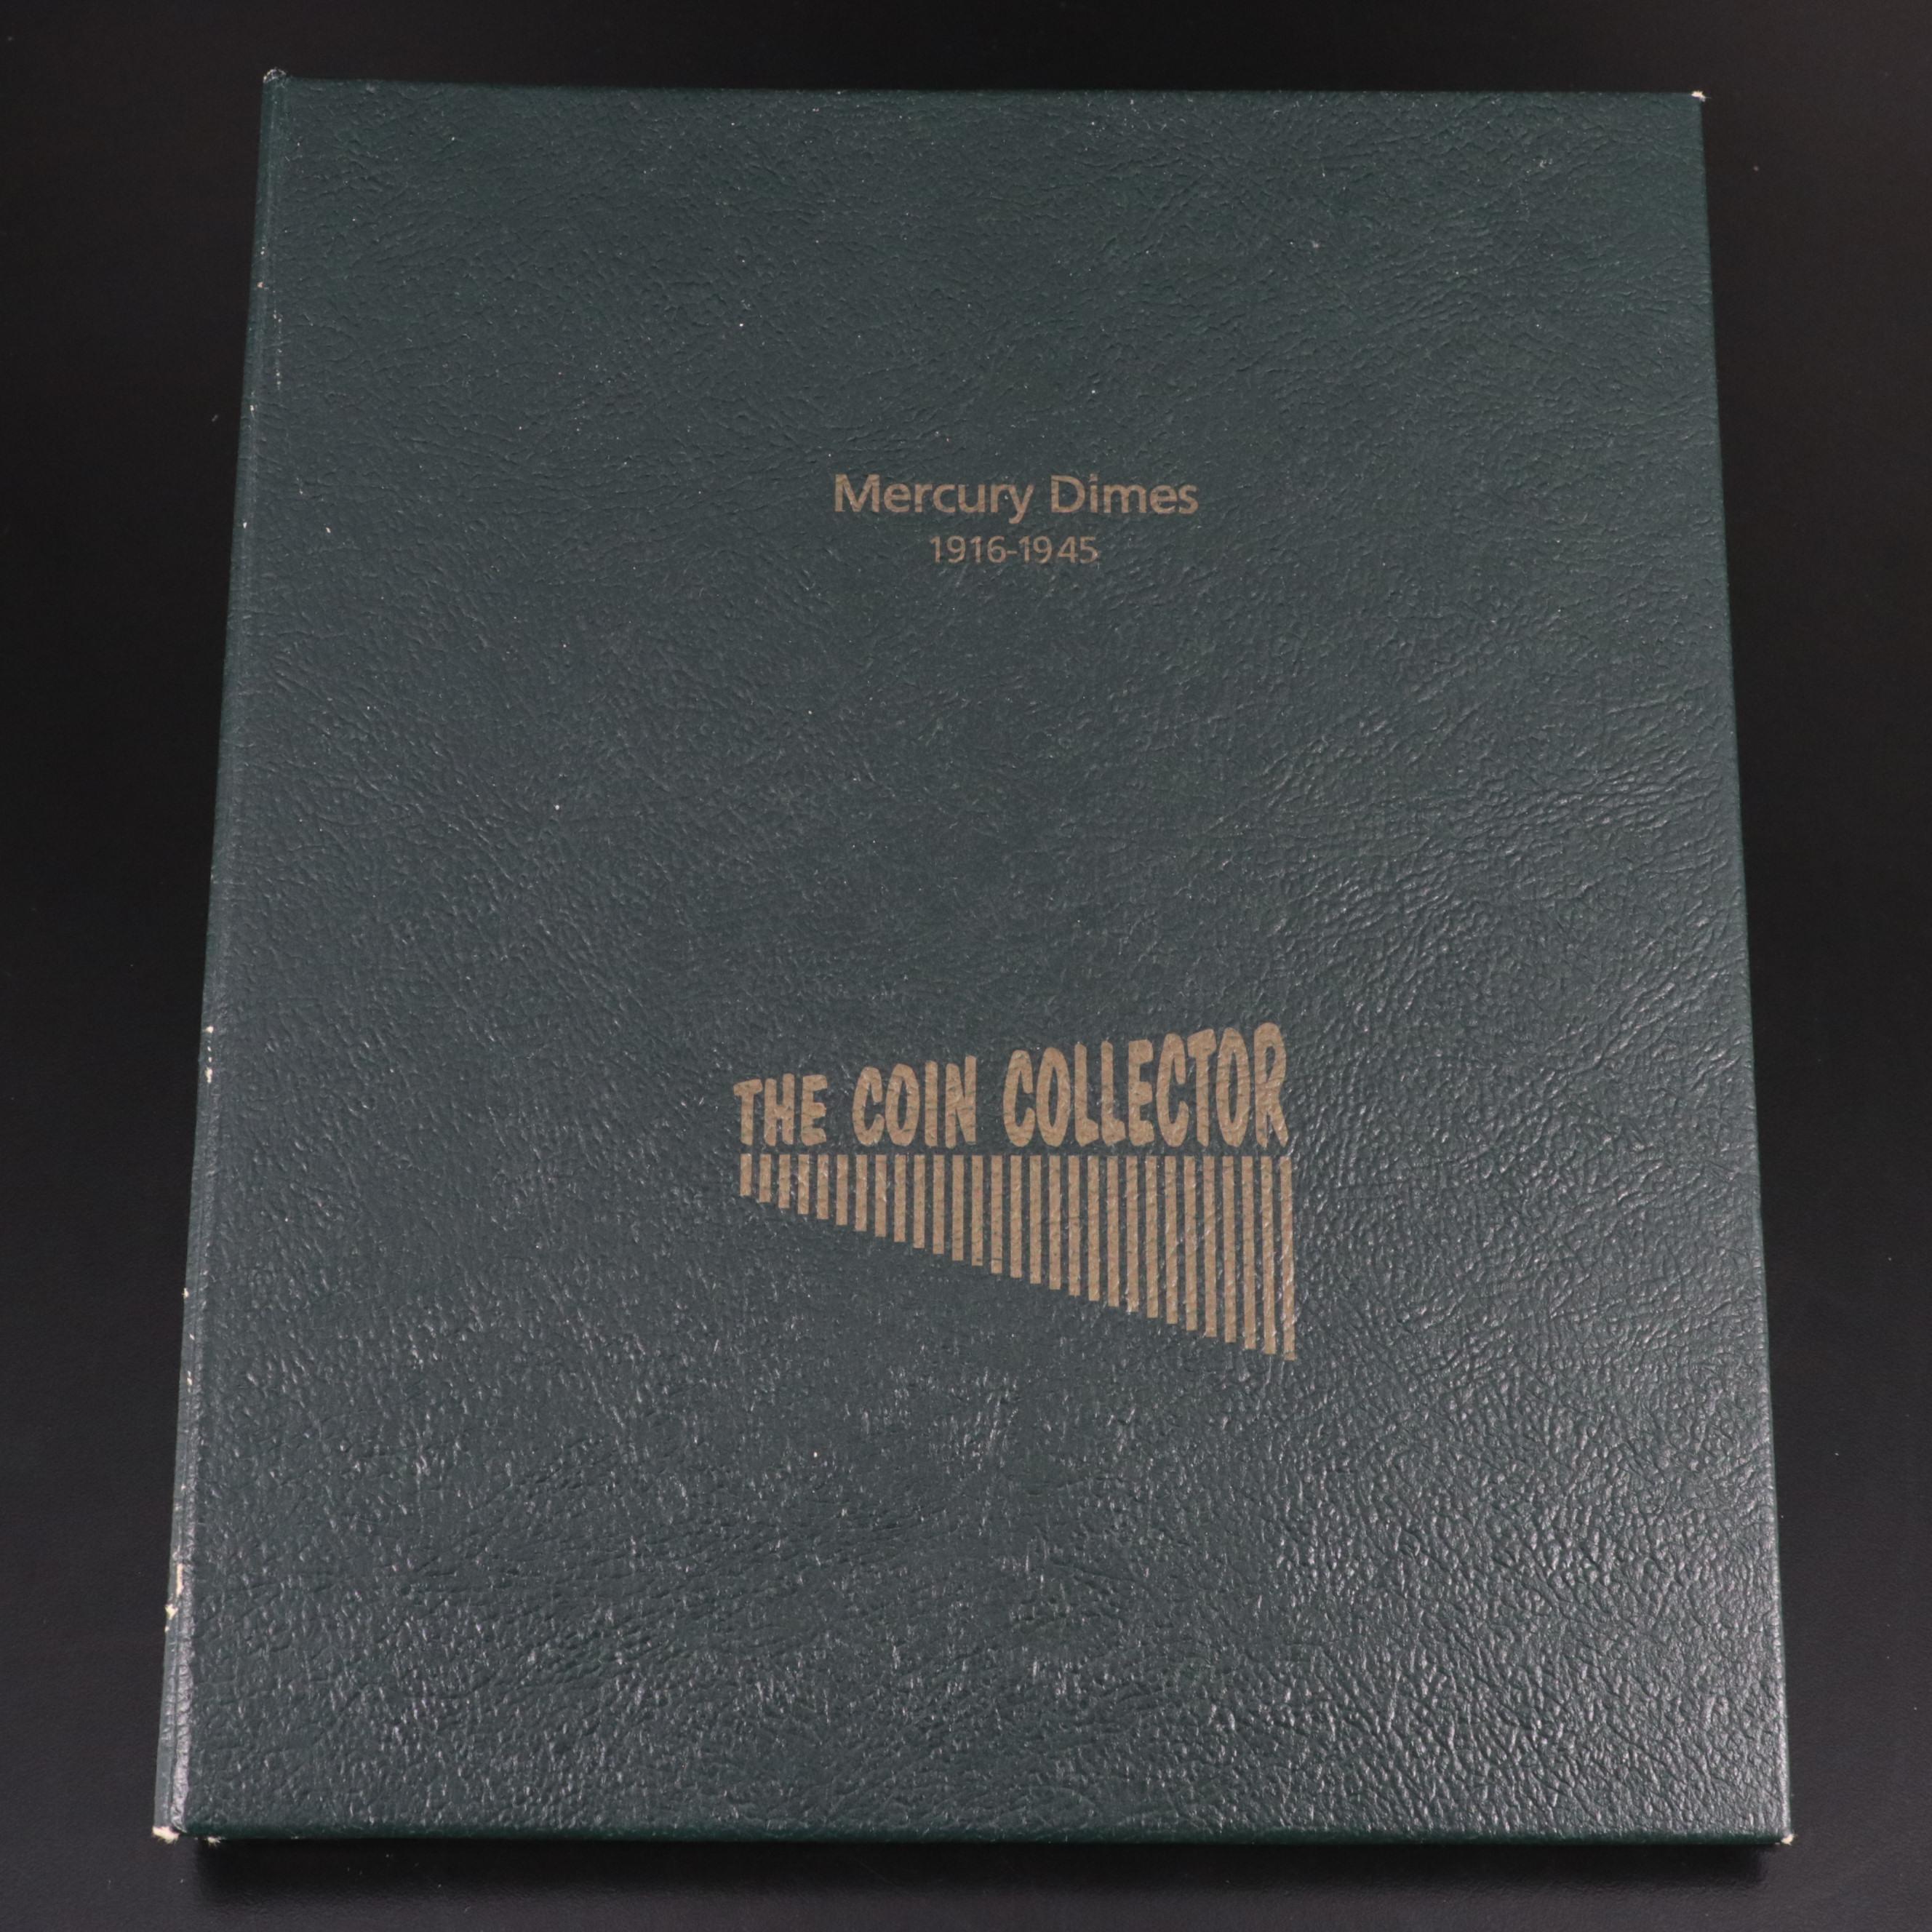 Mercury Dimes
1916-1945
THE COIN COLLECTOR